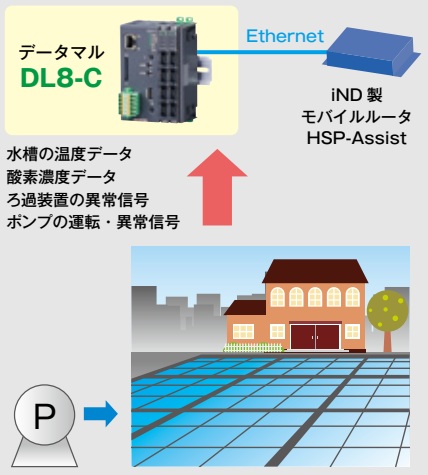 データマル
DL8-C
Ethernet
iND 製
モバイルルータ
HSP-Assist
水槽の温度データ
酸素濃度データ
ろ過装置の異常信号
ポンプの運転・異常信号
P